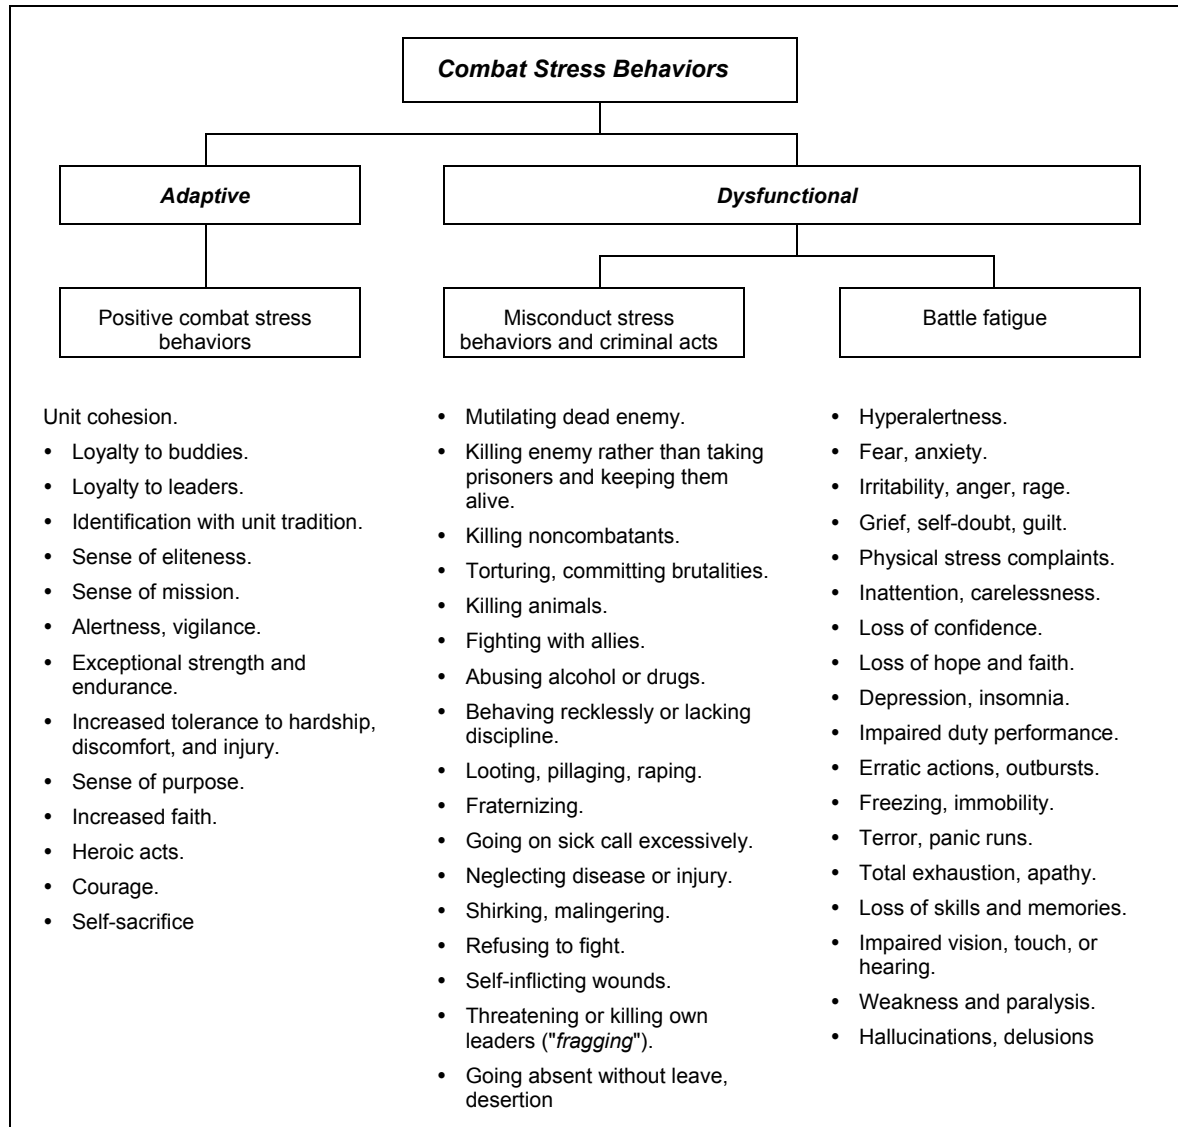 Combat Stress Behaviors
Adaptive
Dysfunctional
Positive combat stress
behaviors
Misconduct stress
behaviors and criminal acts
Battle fatigue
Unit cohesion.
• Loyalty to buddies.
• Loyalty to leaders.
• Identification with unit tradition.
• Sense of eliteness.
• Sense of mission.
• Alertness, vigilance.
• Exceptional strength and
endurance.
• Increased tolerance to hardship,
discomfort, and injury.
• Sense of purpose.
• Increased faith.
• Heroic acts.
• Courage.
• Self-sacrifice
• Mutilating dead enemy.
• Killing enemy rather than taking
prisoners and keeping them
alive.
• Killing noncombatants.
• Torturing, committing brutalities.
• Killing animals.
• Fighting with allies.
• Abusing alcohol or drugs.
• Behaving recklessly or lacking
discipline.
• Looting, pillaging, raping.
• Fraternizing.
• Going on sick call excessively.
• Neglecting disease or injury.
• Shirking, malingering.
• Refusing to fight.
• Self-inflicting wounds.
• Threatening or killing own
leaders ("fragging").
• Going absent without leave,
desertion
• Hyperalertness.
• Fear, anxiety.
• Irritability, anger, rage.
• Grief, self-doubt, guilt.
• Physical stress complaints.
• Inattention, carelessness.
• Loss of confidence.
• Loss of hope and faith.
• Depression, insomnia.
• Impaired duty performance.
• Erratic actions, outbursts.
• Freezing, immobility.
• Terror, panic runs.
• Total exhaustion, apathy.
• Loss of skills and memories.
• Impaired vision, touch, or
hearing.
• Weakness and paralysis.
• Hallucinations, delusions